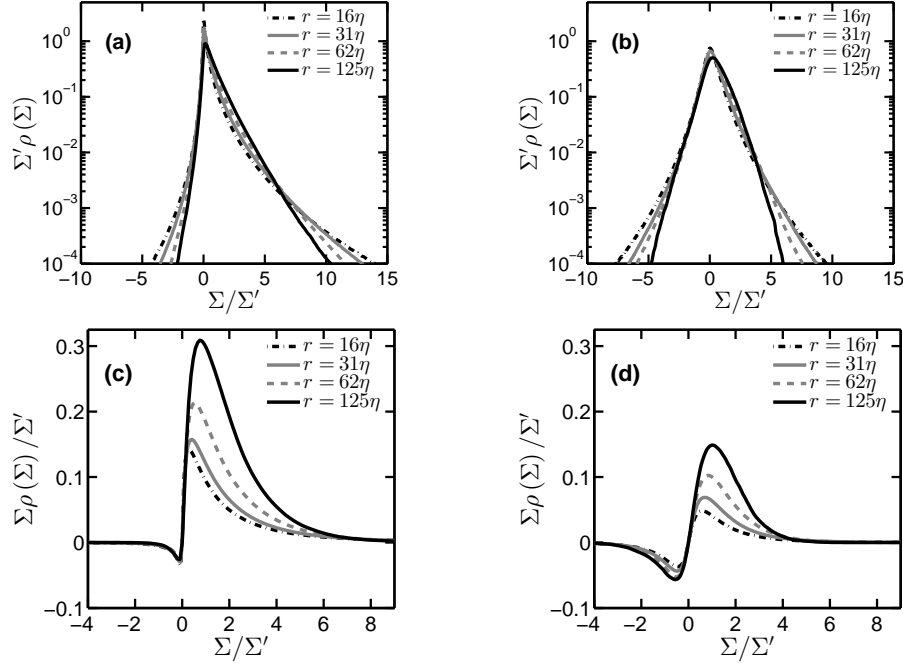 (a)
r = 16η
r = 31η
r = 62η
r = 125η
10⁰
10⁻¹
10⁻²
10⁻³
10⁻⁴
Σ′ρ (Σ)
−10 −5 0 5 10 15
Σ/Σ′
(b)
r = 16η
r = 31η
r = 62η
r = 125η
10⁰
10⁻¹
10⁻²
10⁻³
10⁻⁴
Σ′ρ (Σ)
−10 −5 0 5 10 15
Σ/Σ′
(c)
r = 16η
r = 31η
r = 62η
r = 125η
0.3
0.2
0.1
0
−0.1
Σρ (Σ) /Σ′
−4 −2 0 2 4 6 8
Σ/Σ′
(d)
r = 16η
r = 31η
r = 62η
r = 125η
0.3
0.2
0.1
0
−0.1
Σρ (Σ) /Σ′
−4 −2 0 2 4 6 8
Σ/Σ′